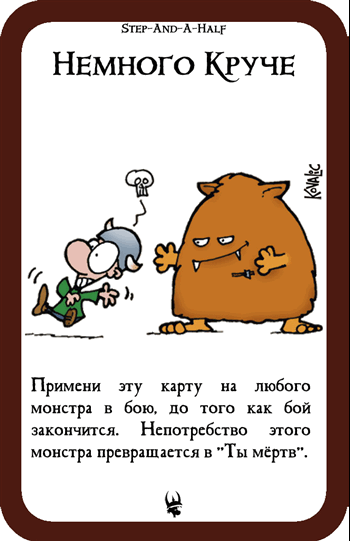 Step-And-A-Half
Немного Круче
Kovalic
Примени эту карту на любого
монстра в бою, до того как бой
закончится. Непотребство этого
монстра превращается в "Ты мёртв".